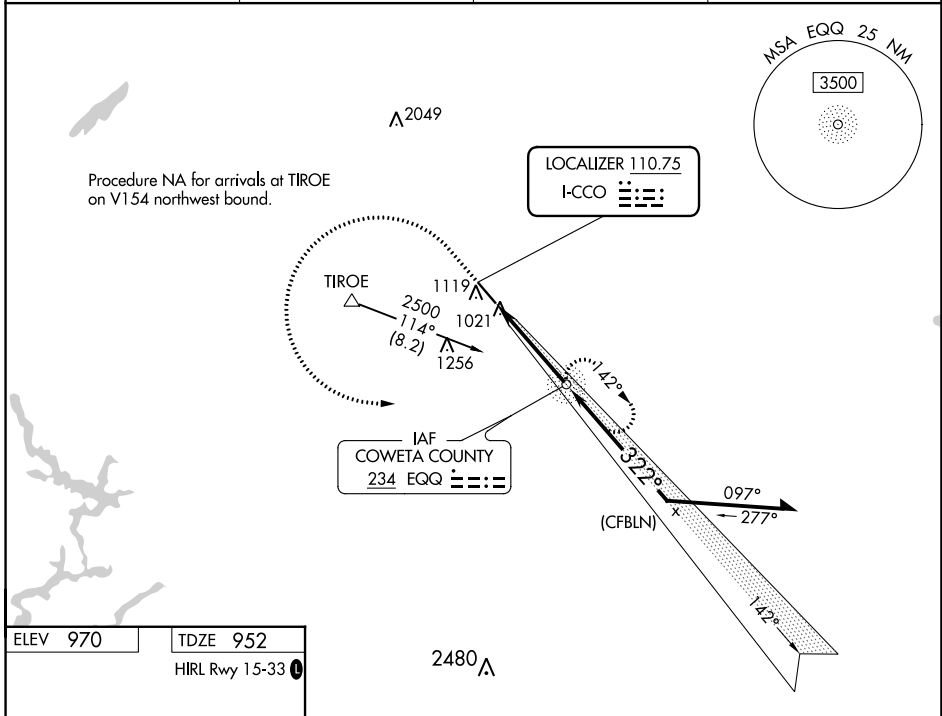 MSA EQQ 25 NM
3500
2049
LOCALIZER 110.75
I-CCO
Procedure NA for arrivals at TIROE
on V154 northwest bound.
TIROE
2500
114°
(8.2)
1119
1021
1256
142°
IAF
COWETA COUNTY
234 EQQ
322°
097°
277°
(CFBLN)
x
142°
ELEV 970
TDZE 952
HIRL Rwy 15-33 L
2480